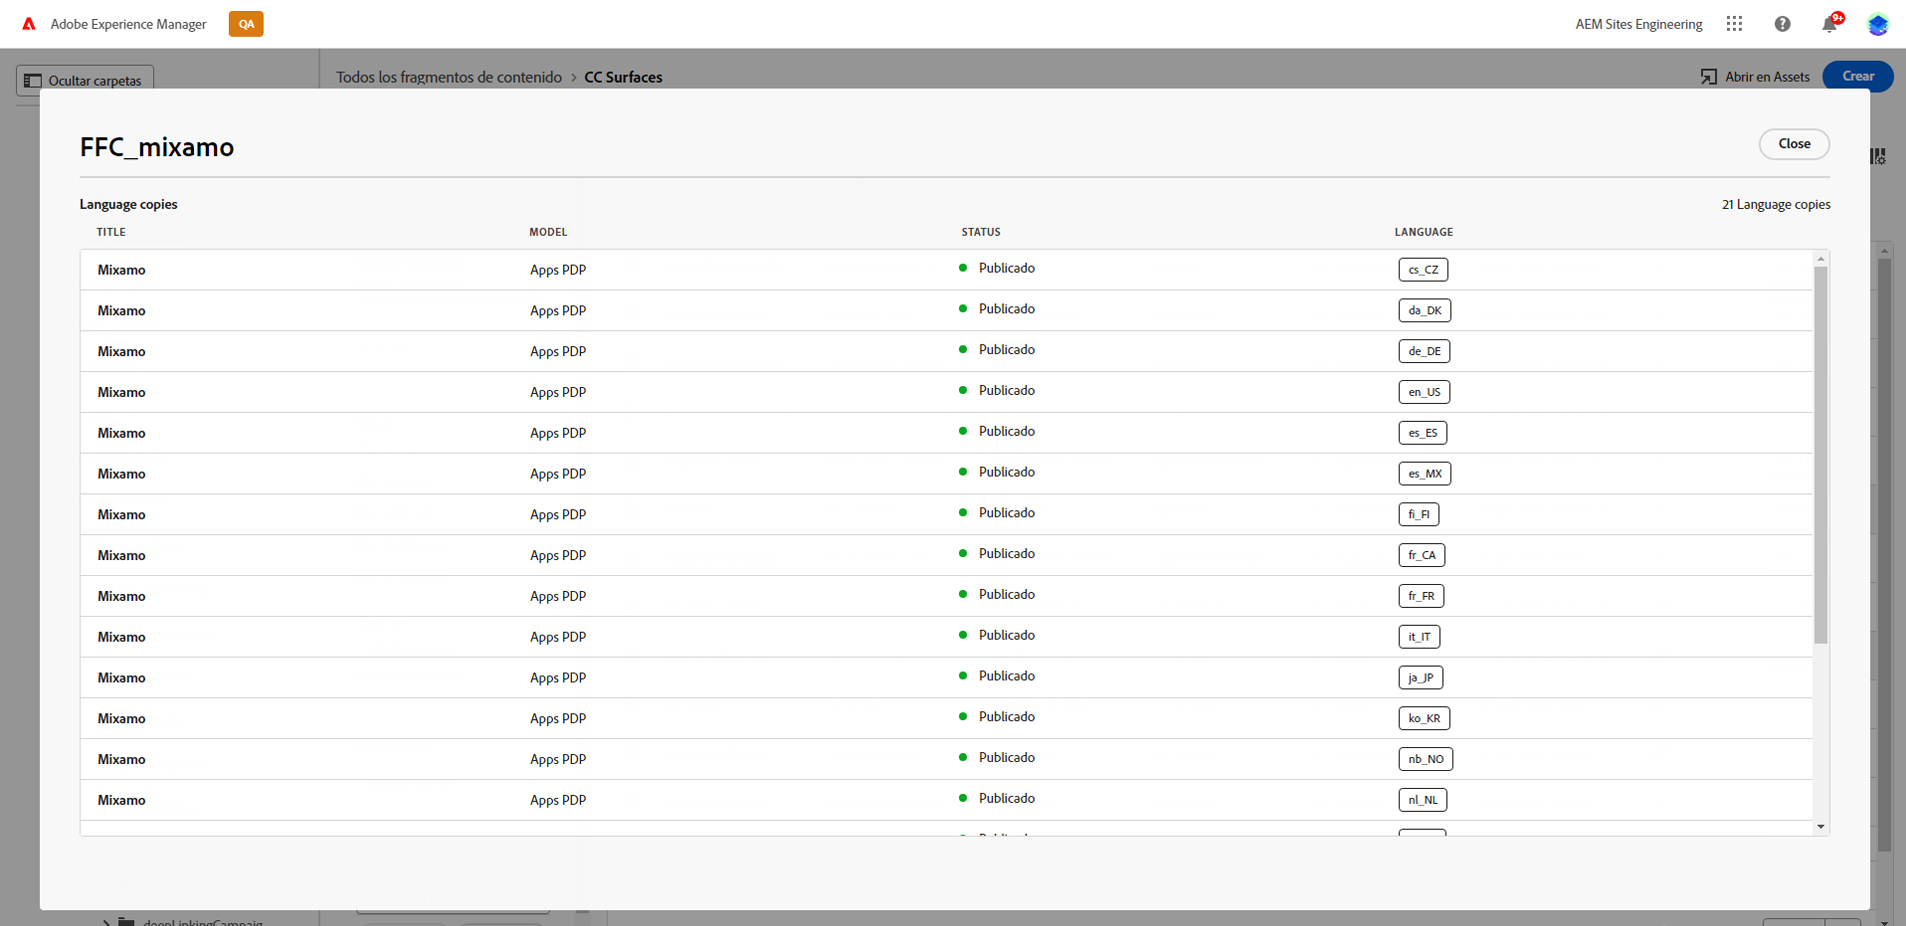 Adobe Experience Manager QA AEM Sites Engineering 9+
Ocultar carpetas Todos los fragmentos de contenido > CC Surfaces Abrir en Assets Crear
FFC_mixamo Close
Language copies 21 Language copies
TITLE MODEL STATUS LANGUAGE
Mixamo Apps PDP Publicado cs_CZ
Mixamo Apps PDP Publicado da_DK
Mixamo Apps PDP Publicado de_DE
Mixamo Apps PDP Publicado en_US
Mixamo Apps PDP Publicado es_ES
Mixamo Apps PDP Publicado es_MX
Mixamo Apps PDP Publicado fi_FI
Mixamo Apps PDP Publicado fr_CA
Mixamo Apps PDP Publicado fr_FR
Mixamo Apps PDP Publicado it_IT
Mixamo Apps PDP Publicado ja_JP
Mixamo Apps PDP Publicado ko_KR
Mixamo Apps PDP Publicado nb_NO
Mixamo Apps PDP Publicado nl_NL
deepLinkingCampaig